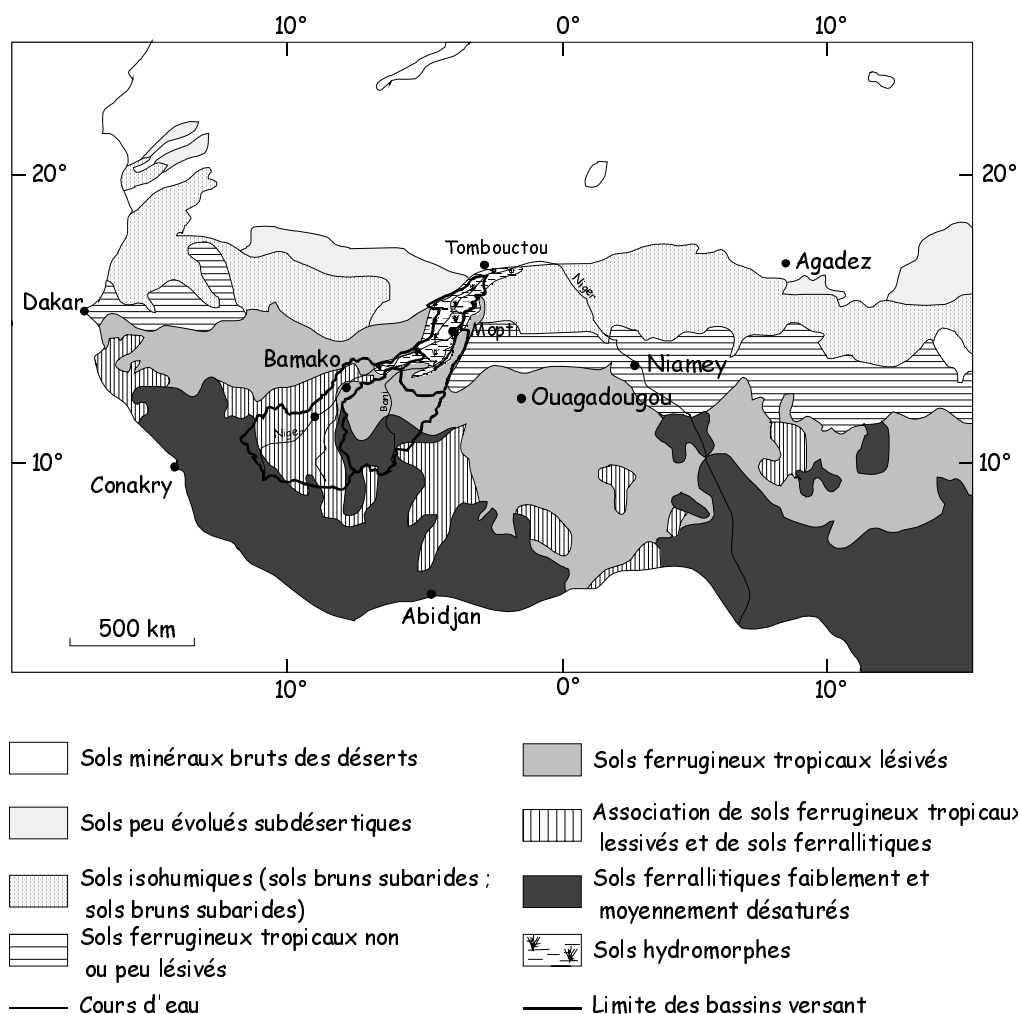 10° 0° 10°
20° 20°
Tombouctou
Agadez
Niger
Dakar
Mopti
Bamako
Niamey
Bani
Ouagadougou
Niger
10° 10°
Conakry
Abidjan
500 km
10° 0° 10°
Sols minéraux bruts des déserts
Sols peu évolués subdésertiques
Sols isohumiques (sols bruns subarides ;
sols bruns subarides)
Sols ferrugineux tropicaux non
ou peu lésivés
Cours d'eau
Sols ferrugineux tropicaux lésivés
Association de sols ferrugineux tropicaux
lessivés et de sols ferrallitiques
Sols ferrallitiques faiblement et
moyennement désaturés
Sols hydromorphes
Limite des bassins versant